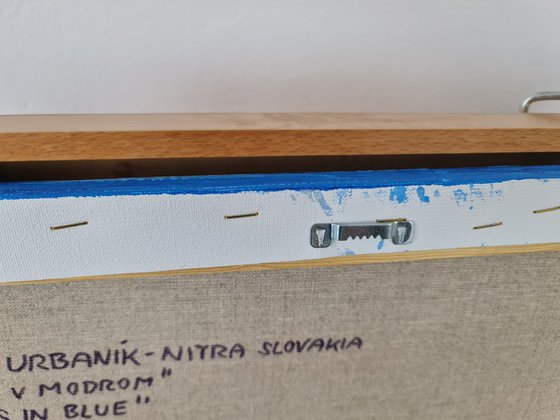 URBANÍK-NITRA SLOVAKIA
V MODROM"
IN BLUE"